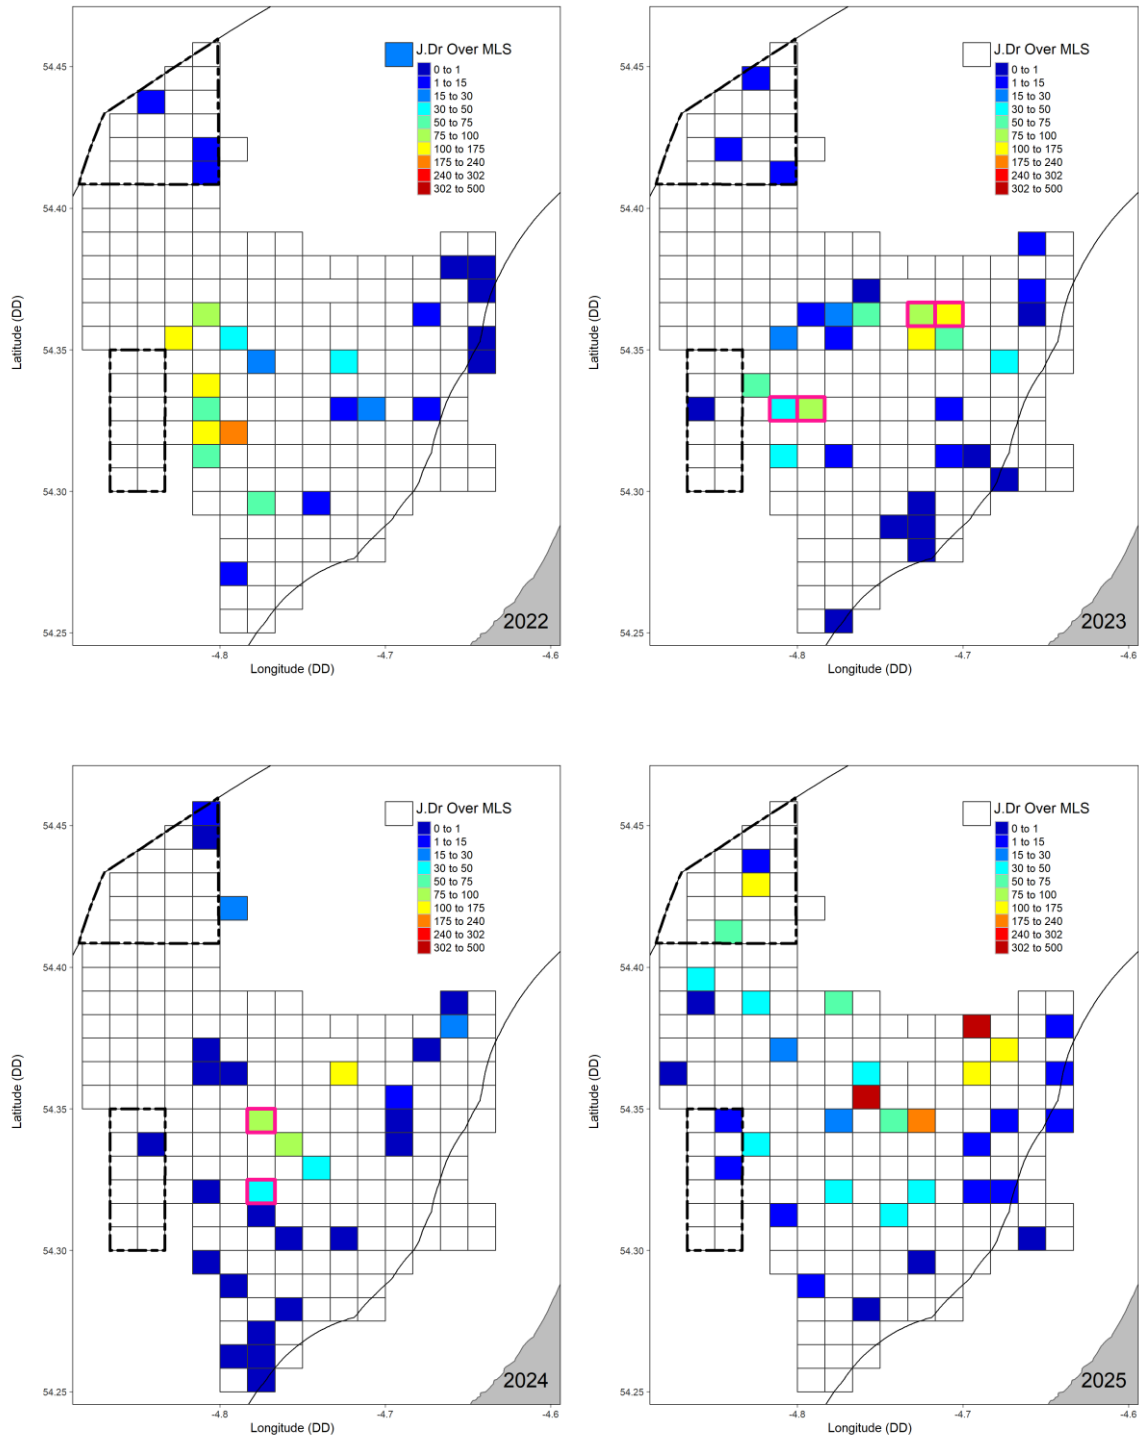 J.Dr Over MLS
0 to 1
1 to 15
15 to 30
30 to 50
50 to 75
75 to 100
100 to 175
175 to 240
240 to 302
302 to 500
54.45
54.40
54.35
54.30
54.25
Latitude (DD)
-4.8
-4.7
-4.6
Longitude (DD)
2022
J.Dr Over MLS
0 to 1
1 to 15
15 to 30
30 to 50
50 to 75
75 to 100
100 to 175
175 to 240
240 to 302
302 to 500
54.45
54.40
54.35
54.30
54.25
Latitude (DD)
-4.8
-4.7
-4.6
Longitude (DD)
2023
J.Dr Over MLS
0 to 1
1 to 15
15 to 30
30 to 50
50 to 75
75 to 100
100 to 175
175 to 240
240 to 302
302 to 500
54.45
54.40
54.35
54.30
54.25
Latitude (DD)
-4.8
-4.7
-4.6
Longitude (DD)
2024
J.Dr Over MLS
0 to 1
1 to 15
15 to 30
30 to 50
50 to 75
75 to 100
100 to 175
175 to 240
240 to 302
302 to 500
54.45
54.40
54.35
54.30
54.25
Latitude (DD)
-4.8
-4.7
-4.6
Longitude (DD)
2025